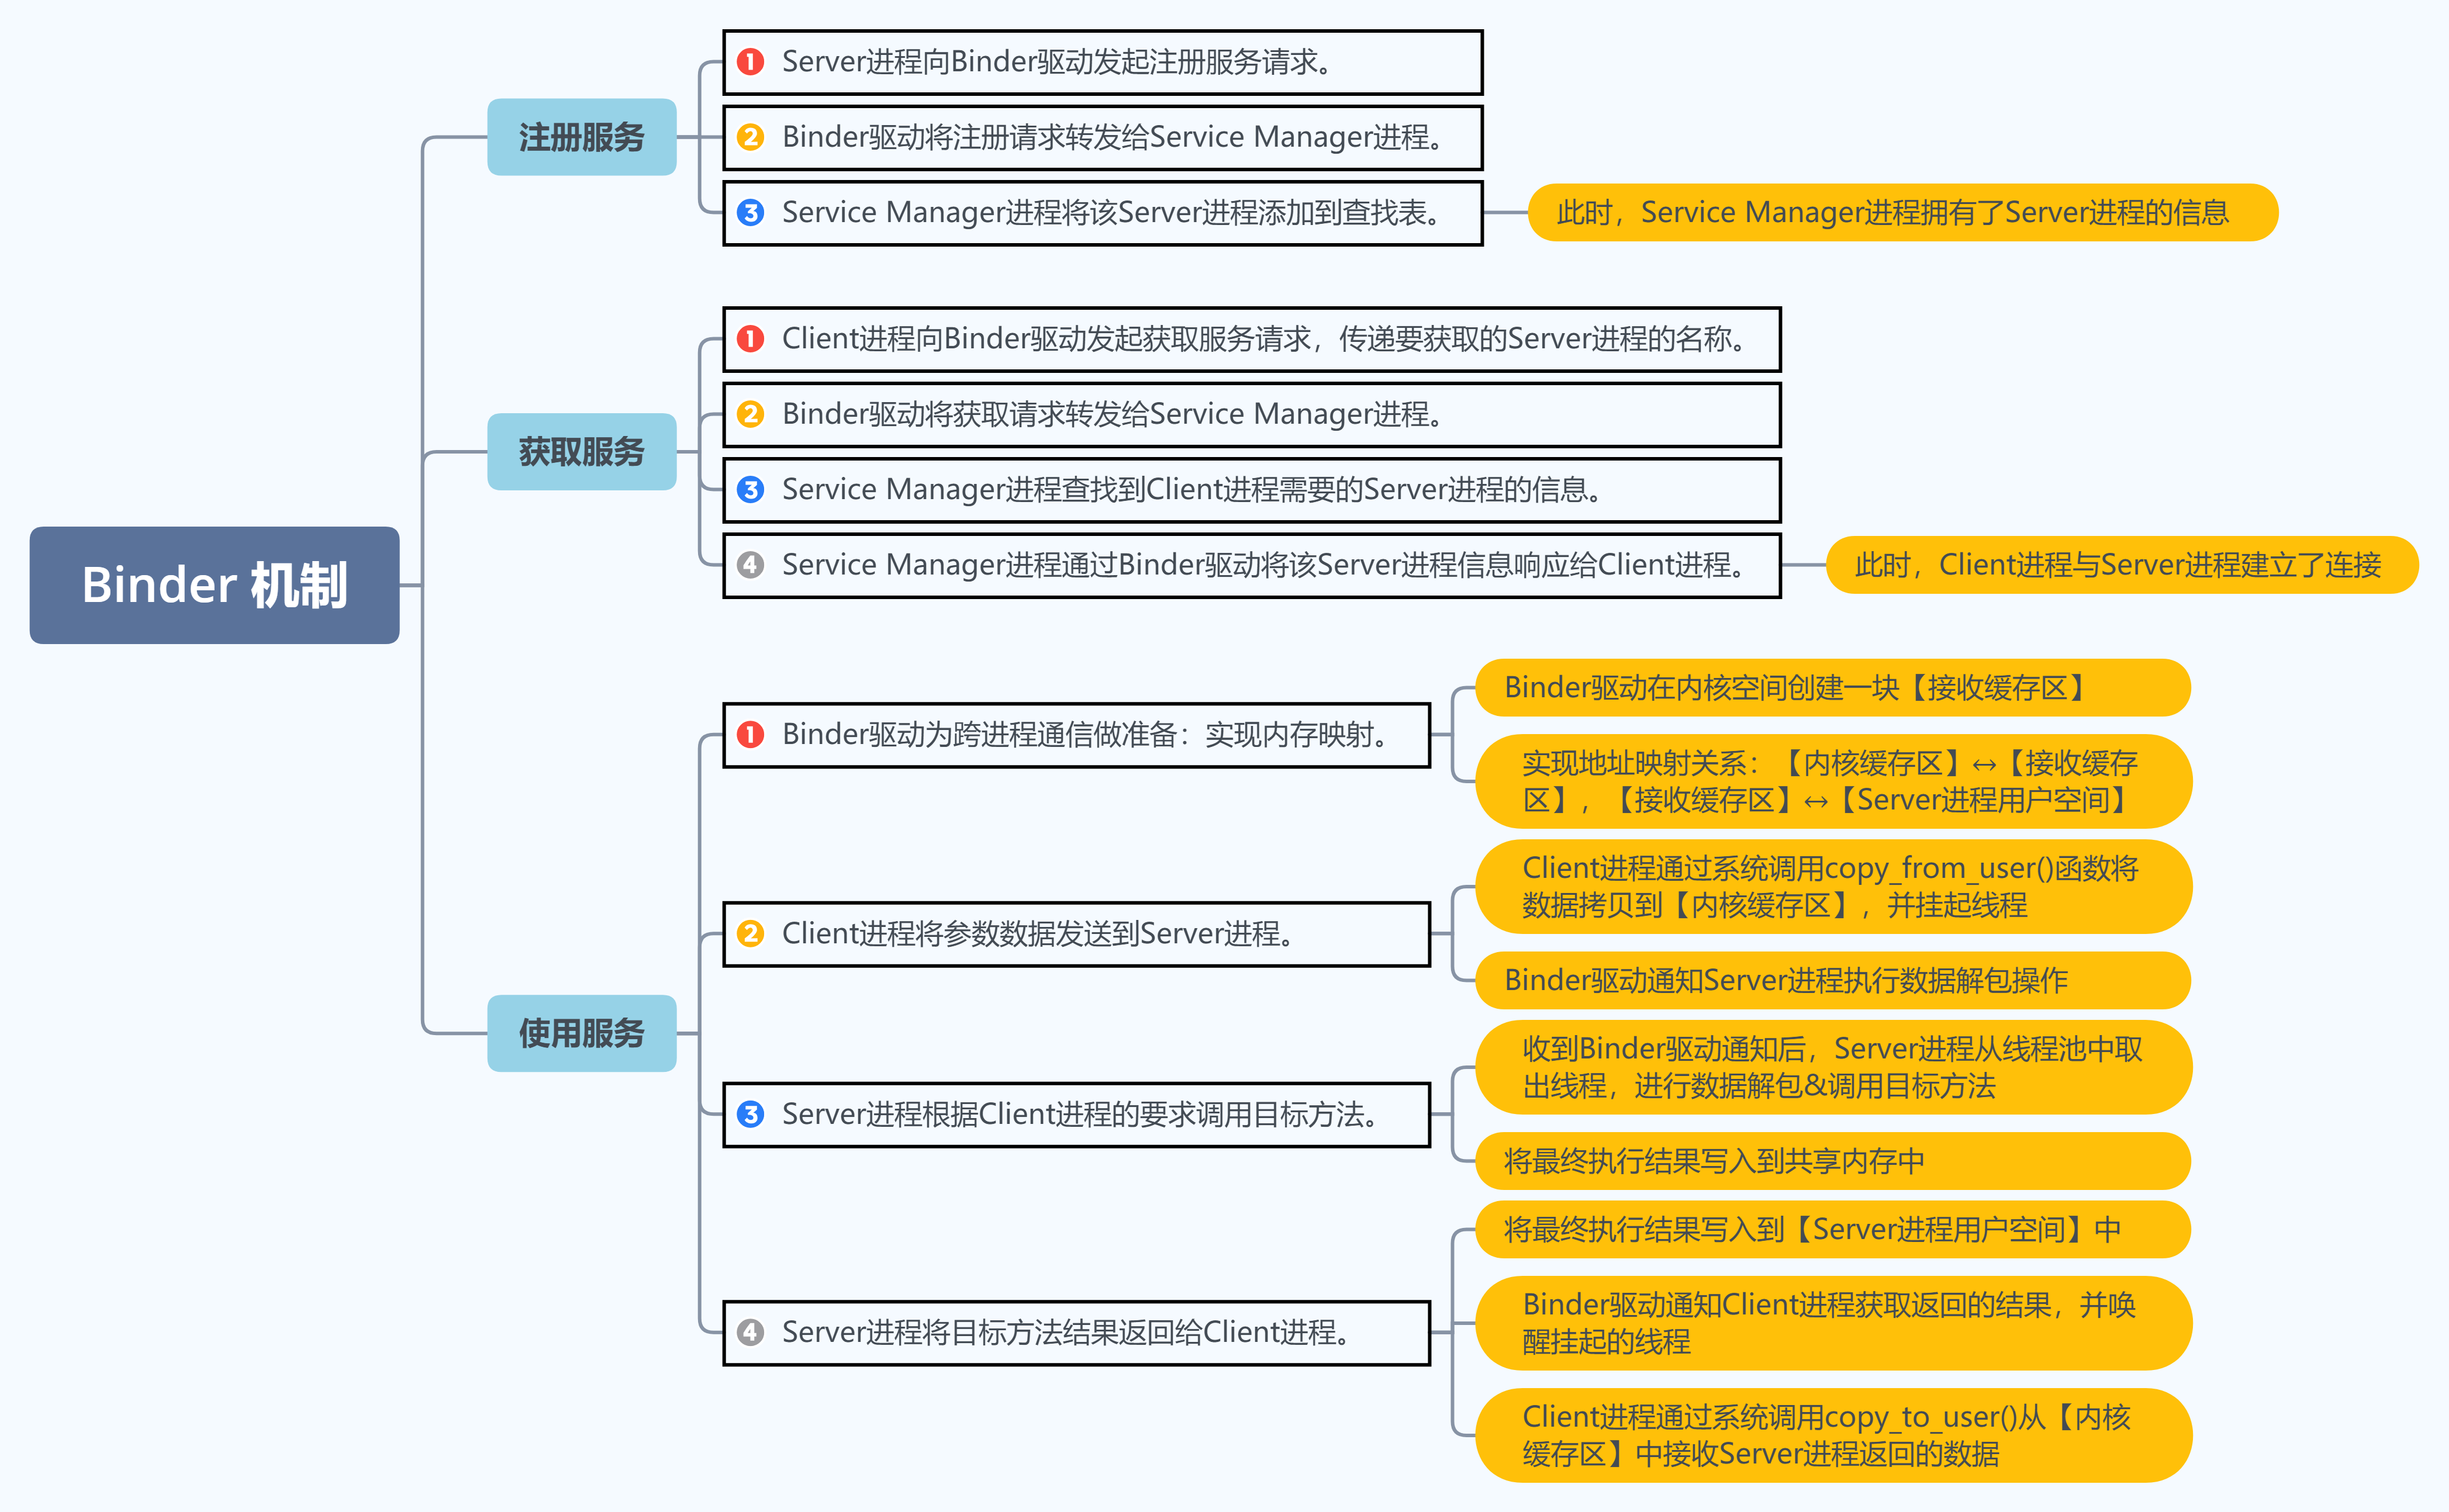 Binder 机制
注册服务
❶ Server进程向Binder驱动发起注册服务请求。
❷ Binder驱动将注册请求转发给Service Manager进程。
❸ Service Manager进程将该Server进程添加到查找表。
此时，Service Manager进程拥有了Server进程的信息
获取服务
❶ Client进程向Binder驱动发起获取服务请求，传递要获取的Server进程的名称。
❷ Binder驱动将获取请求转发给Service Manager进程。
❸ Service Manager进程查找到Client进程需要的Server进程的信息。
❹ Service Manager进程通过Binder驱动将该Server进程信息响应给Client进程。
此时，Client进程与Server进程建立了连接
使用服务
❶ Binder驱动为跨进程通信做准备：实现内存映射。
Binder驱动在内核空间创建一块【接收缓存区】
实现地址映射关系：【内核缓存区】↔【接收缓存
区】，【接收缓存区】↔【Server进程用户空间】
❷ Client进程将参数数据发送到Server进程。
Client进程通过系统调用copy_from_user()函数将
数据拷贝到【内核缓存区】，并挂起线程
Binder驱动通知Server进程执行数据解包操作
❸ Server进程根据Client进程的要求调用目标方法。
收到Binder驱动通知后，Server进程从线程池中取
出线程，进行数据解包&调用目标方法
将最终执行结果写入到共享内存中
❹ Server进程将目标方法结果返回给Client进程。
将最终执行结果写入到【Server进程用户空间】中
Binder驱动通知Client进程获取返回的结果，并唤
醒挂起的线程
Client进程通过系统调用copy_to_user()从【内核
缓存区】中接收Server进程返回的数据